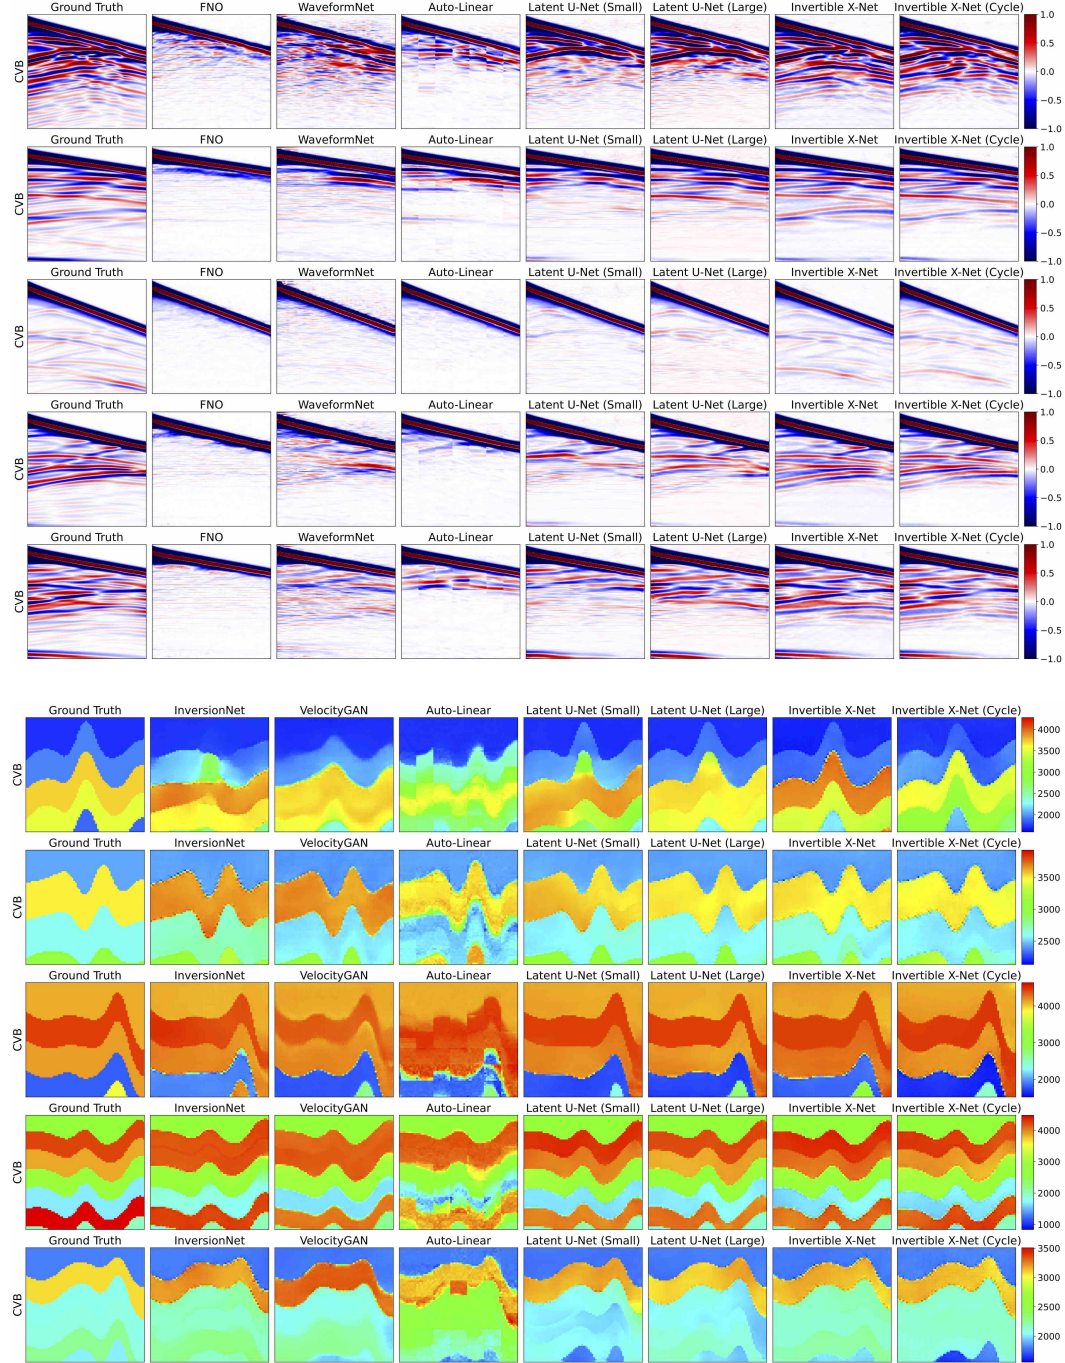 Ground Truth FNO WaveformNet Auto-Linear Latent U-Net (Small) Latent U-Net (Large) Invertible X-Net Invertible X-Net (Cycle)
CVB
1.0
0.5
0.0
−0.5
−1.0
Ground Truth FNO WaveformNet Auto-Linear Latent U-Net (Small) Latent U-Net (Large) Invertible X-Net Invertible X-Net (Cycle)
CVB
1.0
0.5
0.0
−0.5
−1.0
Ground Truth FNO WaveformNet Auto-Linear Latent U-Net (Small) Latent U-Net (Large) Invertible X-Net Invertible X-Net (Cycle)
CVB
1.0
0.5
0.0
−0.5
−1.0
Ground Truth FNO WaveformNet Auto-Linear Latent U-Net (Small) Latent U-Net (Large) Invertible X-Net Invertible X-Net (Cycle)
CVB
1.0
0.5
0.0
−0.5
−1.0
Ground Truth FNO WaveformNet Auto-Linear Latent U-Net (Small) Latent U-Net (Large) Invertible X-Net Invertible X-Net (Cycle)
CVB
1.0
0.5
0.0
−0.5
−1.0
Ground Truth InversionNet VelocityGAN Auto-Linear Latent U-Net (Small) Latent U-Net (Large) Invertible X-Net Invertible X-Net (Cycle)
CVB
4000
3500
3000
2500
2000
Ground Truth InversionNet VelocityGAN Auto-Linear Latent U-Net (Small) Latent U-Net (Large) Invertible X-Net Invertible X-Net (Cycle)
CVB
3500
3000
2500
Ground Truth InversionNet VelocityGAN Auto-Linear Latent U-Net (Small) Latent U-Net (Large) Invertible X-Net Invertible X-Net (Cycle)
CVB
4000
3000
2000
Ground Truth InversionNet VelocityGAN Auto-Linear Latent U-Net (Small) Latent U-Net (Large) Invertible X-Net Invertible X-Net (Cycle)
CVB
4000
3000
2000
1000
Ground Truth InversionNet VelocityGAN Auto-Linear Latent U-Net (Small) Latent U-Net (Large) Invertible X-Net Invertible X-Net (Cycle)
CVB
3500
3000
2500
2000